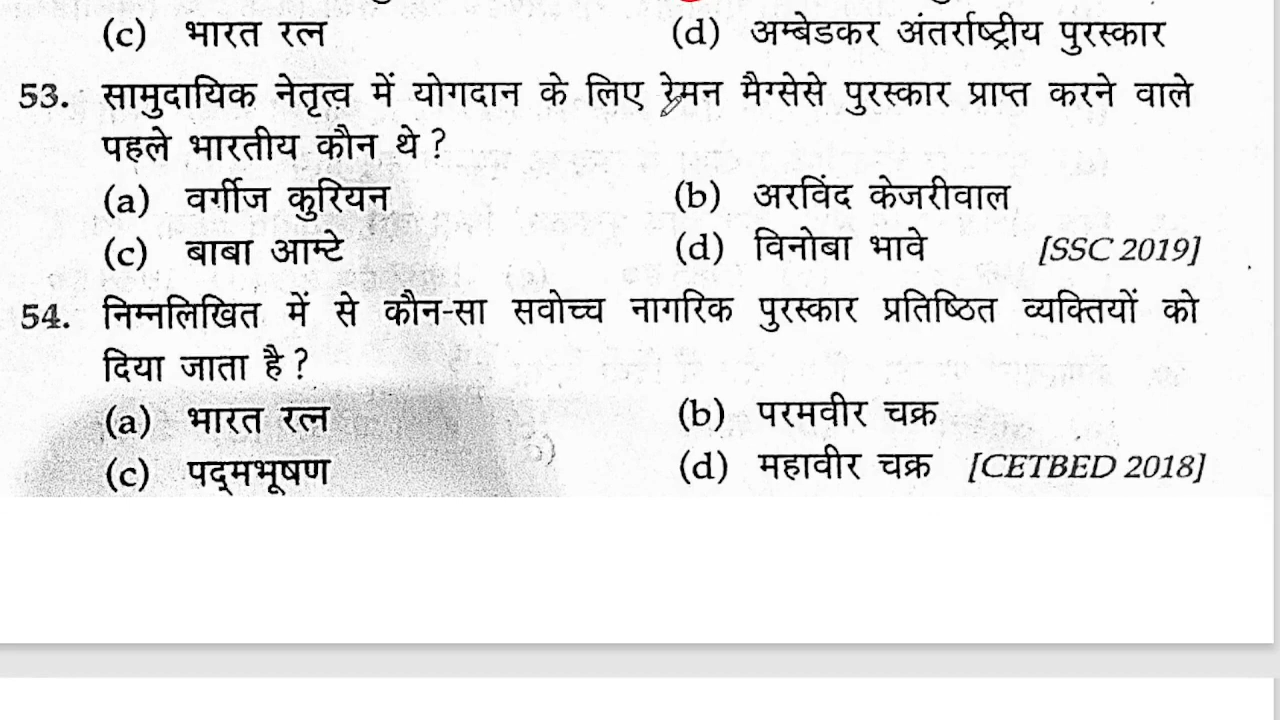 (c) भारत रत्न (d) अम्बेडकर अंतर्राष्ट्रीय पुरस्कार
53. सामुदायिक नेतृत्व में योगदान के लिए रेमन मैग्सेसे पुरस्कार प्राप्त करने वाले
पहले भारतीय कौन थे ?
(a) वर्गीज कुरियन (b) अरविंद केजरीवाल
(c) बाबा आम्टे (d) विनोबा भावे [SSC 2019]
54. निम्नलिखित में से कौन-सा सवोच्च नागरिक पुरस्कार प्रतिष्ठित व्यक्तियों को
दिया जाता है ?
(a) भारत रत्न (b) परमवीर चक्र
(c) पद्मभूषण (d) महावीर चक्र [CETBED 2018]